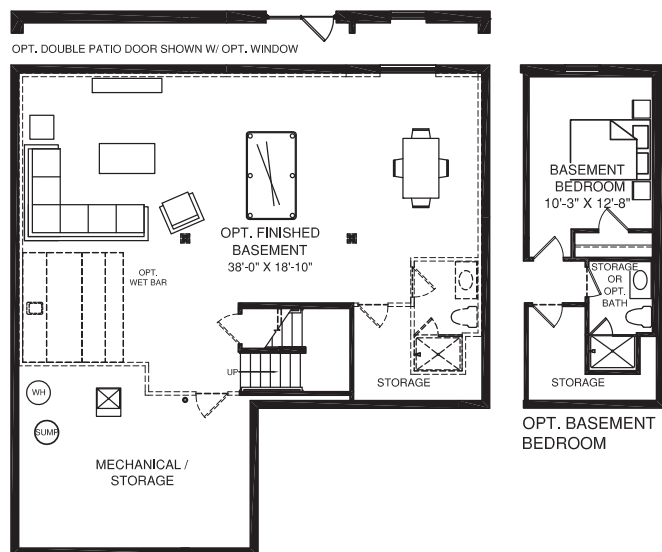 OPT. DOUBLE PATIO DOOR SHOWN W/ OPT. WINDOW
OPT. FINISHED
BASEMENT
38'-0" X 18'-10"
OPT.
WET BAR
UP
STORAGE
WH
SUMP
MECHANICAL /
STORAGE
BASEMENT
BEDROOM
10'-3" X 12'-8"
STORAGE
OR
OPT.
BATH
STORAGE
OPT. BASEMENT
BEDROOM